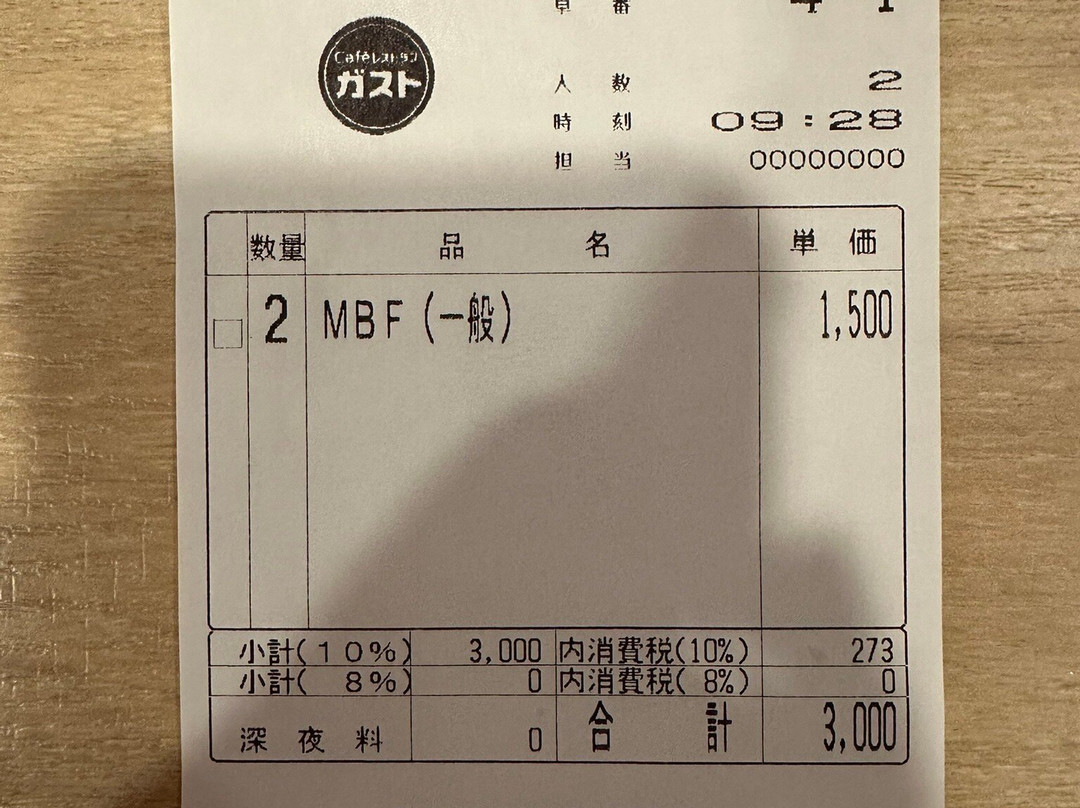 卓番 41
Caféレストラン
ガスト
人数 2
時刻 09:28
担当 00000000
数量 品名 単価
2 MBF(一般) 1,500
小計(10%) 3,000 内消費税(10%) 273
小計( 8%) 0 内消費税( 8%) 0
深夜料 0 合計 3,000